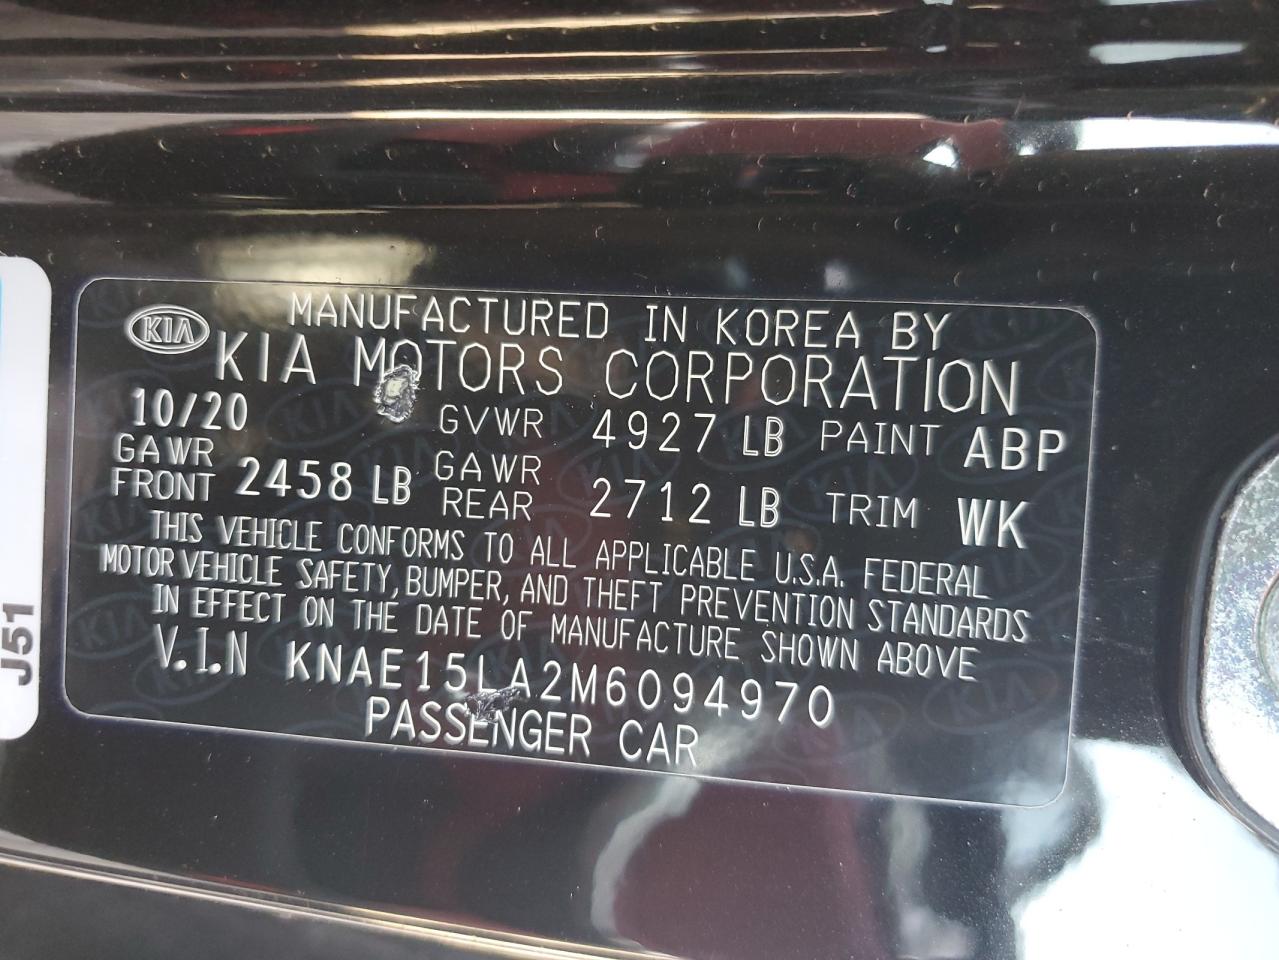 MANUFACTURED IN KOREA BY
KIA KIA MOTORS CORPORATION
10/20 GVWR 4927 LB PAINT ABP
GAWR FRONT 2458 LB GAWR REAR 2712 LB TRIM WK
THIS VEHICLE CONFORMS TO ALL APPLICABLE U.S.A. FEDERAL
MOTOR VEHICLE SAFETY, BUMPER, AND THEFT PREVENTION STANDARDS
IN EFFECT ON THE DATE OF MANUFACTURE SHOWN ABOVE
V.I.N KNAE15LA2M6094970
PASSENGER CAR
J51